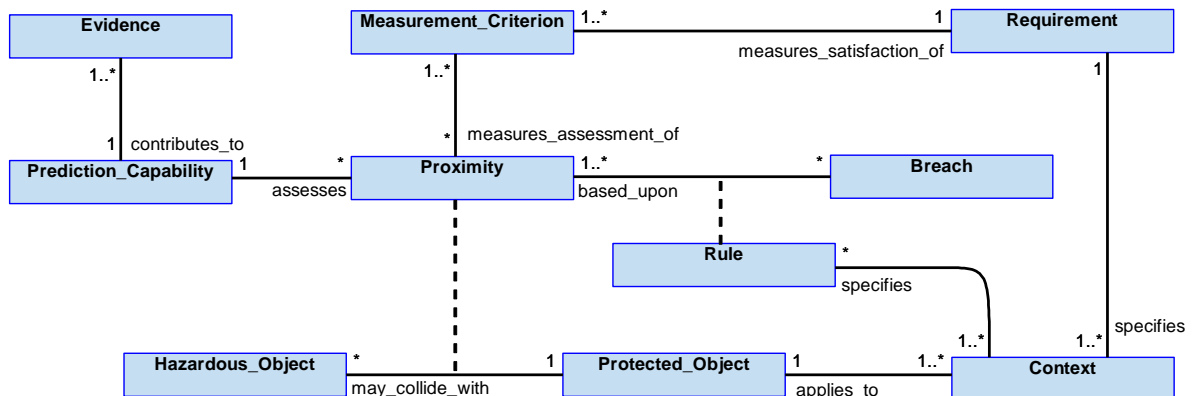 Evidence
Measurement_Criterion
1..*
1
Requirement
measures_satisfaction_of
1..*
1..*
1
1
contributes_to
*
measures_assessment_of
Prediction_Capability
1
*
assesses
Proximity
1..*
*
based_upon
Breach
Rule
*
specifies
1..*
1..*
specifies
Hazardous_Object
*
1
may_collide_with
Protected_Object
1
1..*
applies_to
Context